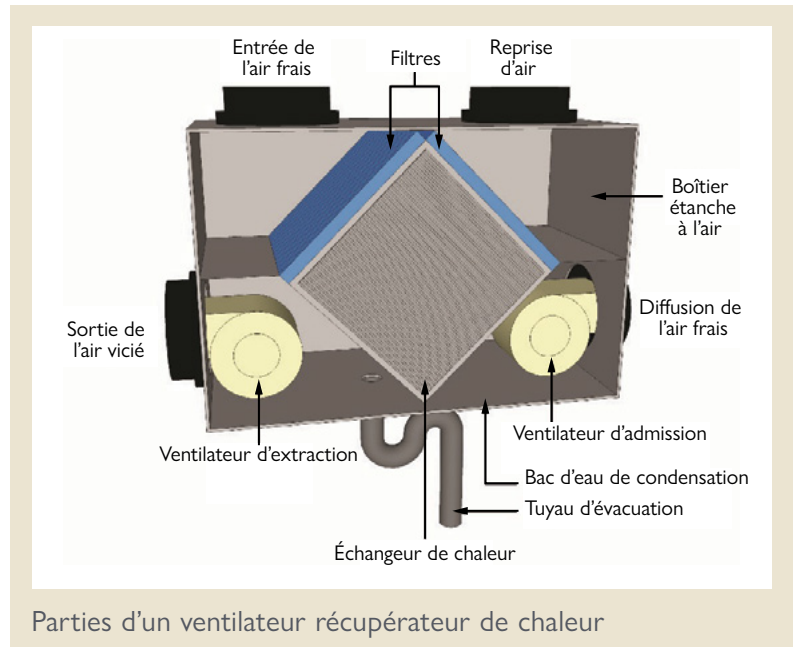 Entrée de
l'air frais
Filtres
Reprise
d'air
Boîtier
étanche
à l'air
Sortie de
l'air vicié
Diffusion de
l'air frais
Ventilateur d'extraction
Ventilateur d'admission
Bac d'eau de condensation
Tuyau d'évacuation
Échangeur de chaleur
Parties d'un ventilateur récupérateur de chaleur